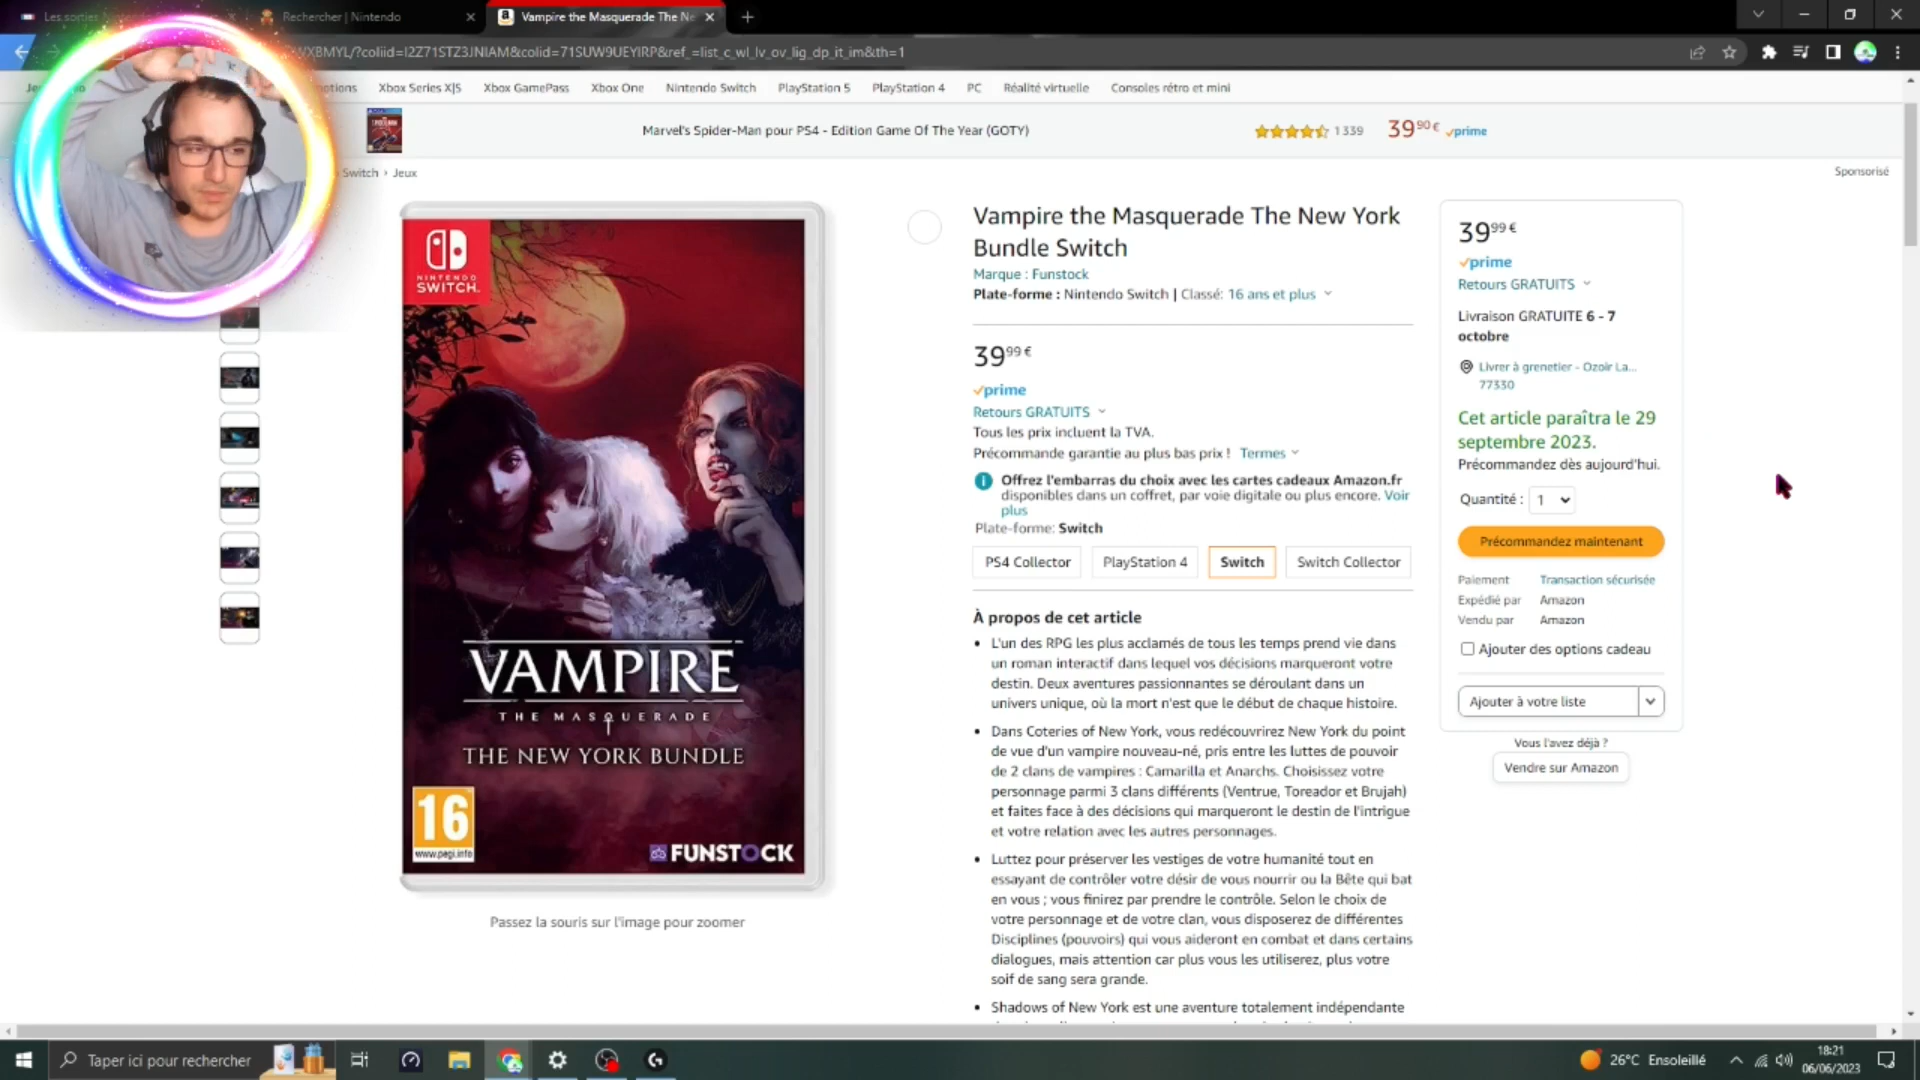 Les sorties
Rechercher | Nintendo
Vampire the Masquerade The Ne
VXBMYL/?coliid=I2Z71STZ3JNIAM&colid=71SUW9UEYIRP&ref_=list_c_wl_lv_ov_lig_dp_it_im&th=1
Xbox Series X|S
Xbox GamePass
Xbox One
Nintendo Switch
PlayStation 5
PlayStation 4
PC
Réalité virtuelle
Consoles rétro et mini
Marvel's Spider-Man pour PS4 - Edition Game Of The Year (GOTY)
1 339
39⁹⁰ € prime
Switch › Jeux
Sponsorisé
NINTENDO
SWITCH.
VAMPIRE
THE MASQUERADE
THE NEW YORK BUNDLE
16
www.pegi.info
FUNSTOCK
Passez la souris sur l'image pour zoomer
Vampire the Masquerade The New York
Bundle Switch
Marque : Funstock
Plate-forme : Nintendo Switch | Classé: 16 ans et plus
39⁹⁹ €
prime
Retours GRATUITS
Tous les prix incluent la TVA.
Précommande garantie au plus bas prix ! Termes
Offrez l'embarras du choix avec les cartes cadeaux Amazon.fr
disponibles dans un coffret, par voie digitale ou plus encore. Voir
plus
Plate-forme: Switch
PS4 Collector
PlayStation 4
Switch
Switch Collector
À propos de cet article
• L'un des RPG les plus acclamés de tous les temps prend vie dans
un roman interactif dans lequel vos décisions marqueront votre
destin. Deux aventures passionnantes se déroulant dans un
univers unique, où la mort n'est que le début de chaque histoire.
• Dans Coteries of New York, vous redécouvrirez New York du point
de vue d'un vampire nouveau-né, pris entre les luttes de pouvoir
de 2 clans de vampires : Camarilla et Anarchs. Choisissez votre
personnage parmi 3 clans différents (Ventrue, Toreador et Brujah)
et faites face à des décisions qui marqueront le destin de l'intrigue
et votre relation avec les autres personnages.
• Luttez pour préserver les vestiges de votre humanité tout en
essayant de contrôler votre désir de vous nourrir ou la Bête qui bat
en vous ; vous finirez par prendre le contrôle. Selon le choix de
votre personnage et de votre clan, vous disposerez de différentes
Disciplines (pouvoirs) qui vous aideront en combat et dans certains
dialogues, mais attention car plus vous les utiliserez, plus votre
soif de sang sera grande.
• Shadows of New York est une aventure totalement indépendante
39⁹⁹ €
prime
Retours GRATUITS
Livraison GRATUITE 6 - 7
octobre
Livrer à grenetier - Ozoir La...
77330
Cet article paraîtra le 29
septembre 2023.
Précommandez dès aujourd'hui.
Quantité : 1
Précommandez maintenant
Paiement Transaction sécurisée
Expédié par Amazon
Vendu par Amazon
Ajouter des options cadeau
Ajouter à votre liste
Vous l'avez déjà ?
Vendre sur Amazon
Taper ici pour rechercher
26°C Ensoleillé
18:21
06/06/2023